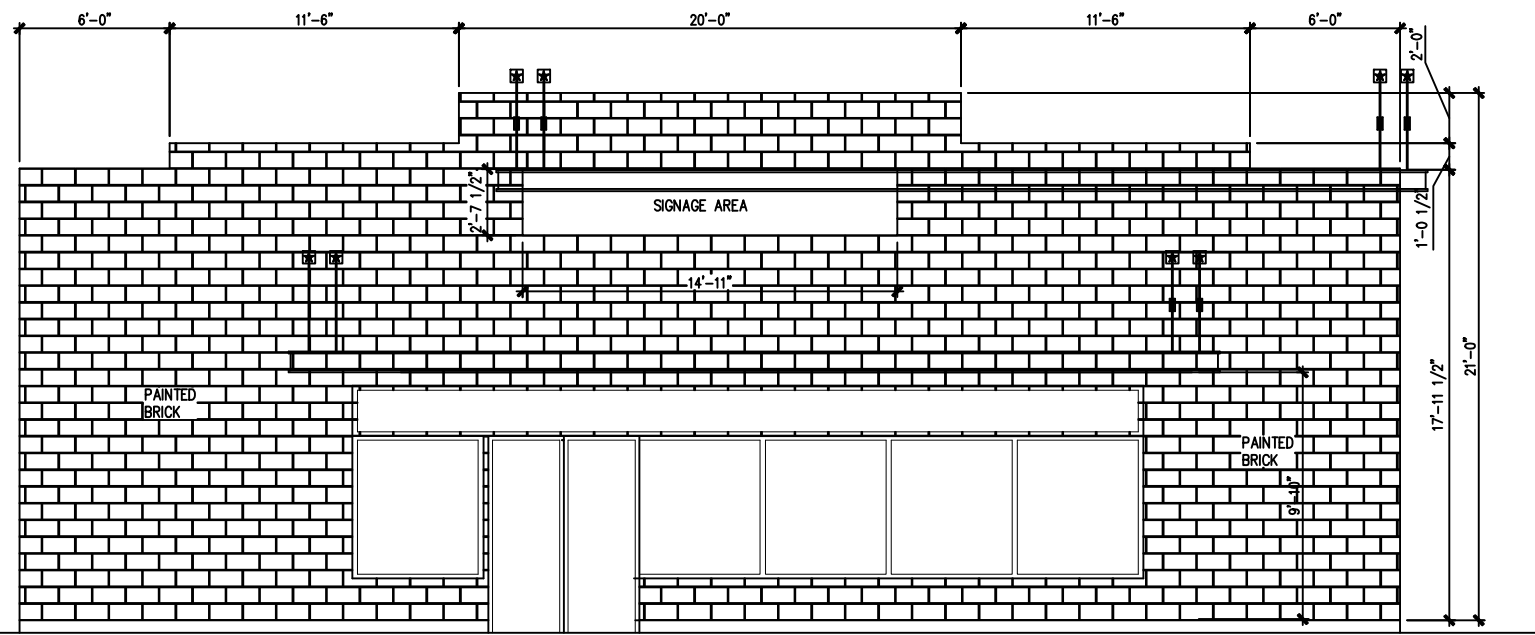 6'-0" 11'-6" 20'-0" 11'-6" 6'-0"
2'-0"
2'-7 1/2"
SIGNAGE AREA
1'-0 1/2"
14'-11"
17'-11 1/2"
21'-0"
PAINTED
BRICK
PAINTED
BRICK
9'-10"